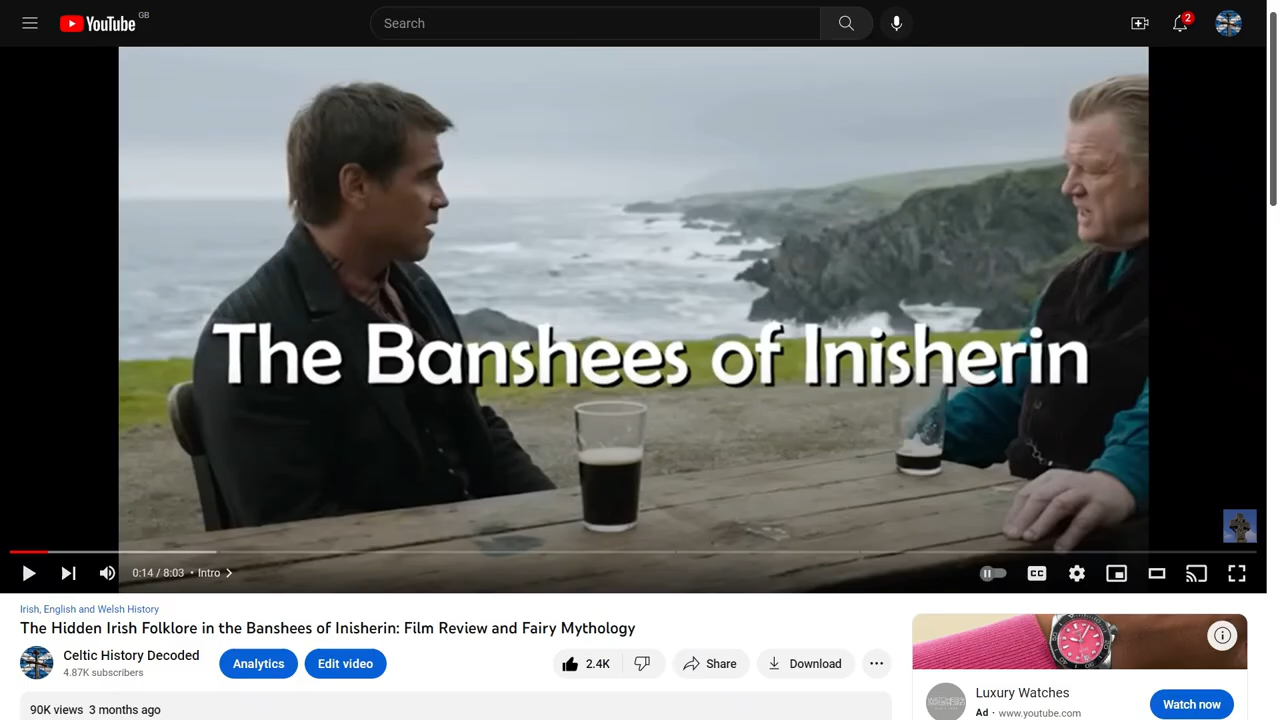 YouTube GB
Search
2
The Banshees of Inisherin
0:14 / 8:03 • Intro
CC
Irish, English and Welsh History
The Hidden Irish Folklore in the Banshees of Inisherin: Film Review and Fairy Mythology
Celtic History Decoded
4.87K subscribers
Analytics
Edit video
2.4K
Share
Download
90K views 3 months ago
Luxury Watches
Ad · www.youtube.com
Watch now